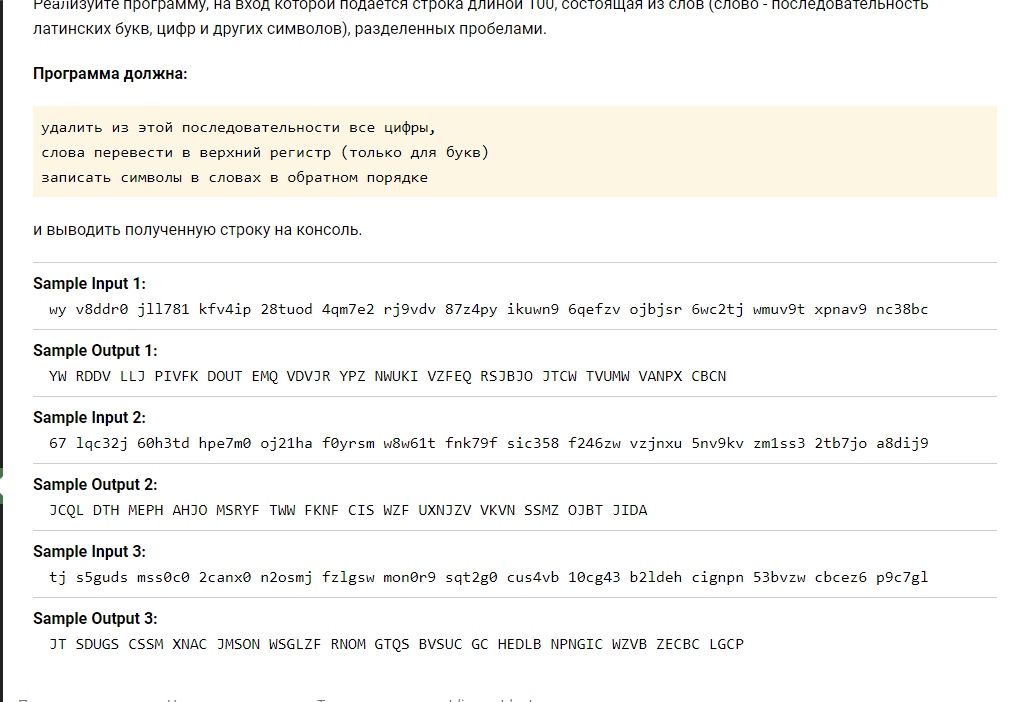 Реализуйте программу, на вход которой подается строка длиной 100, состоящая из слов (слово - последовательность
латинских букв, цифр и других символов), разделенных пробелами.
Программа должна:
удалить из этой последовательности все цифры,
слова перевести в верхний регистр (только для букв)
записать символы в словах в обратном порядке
и выводить полученную строку на консоль.
Sample Input 1:
wy v8ddr0 jll781 kfv4ip 28tuod 4qm7e2 rj9vdv 87z4py ikuwn9 6qefzv ojbjsr 6wc2tj wmuv9t xpnav9 nc38bc
Sample Output 1:
YW RDDV LLJ PIVFK DOUT EMQ VDVJR YPZ NWUKI VZFEQ RSJBJO JTCW TVUMW VANPX CBCN
Sample Input 2:
67 lqc32j 60h3td hpe7m0 oj21ha f0yrsm w8w61t fnk79f sic358 f246zw vzjnxu 5nv9kv zm1ss3 2tb7jo a8dij9
Sample Output 2:
JCQL DTH MEPH AHJO MSRYF TWW FKNF CIS WZF UXNJZV VKVN SSMZ OJBT JIDA
Sample Input 3:
tj s5guds mss0c0 2canx0 n2osmj fzlgsw mon0r9 sqt2g0 cus4vb 10cg43 b2ldeh cignpn 53bvzw cbcez6 p9c7gl
Sample Output 3:
JT SDUGS CSSM XNAC JMSON WSGLZF RNOM GTQS BVSUC GC HEDLB NPNGIC WZVB ZECBC LGCP